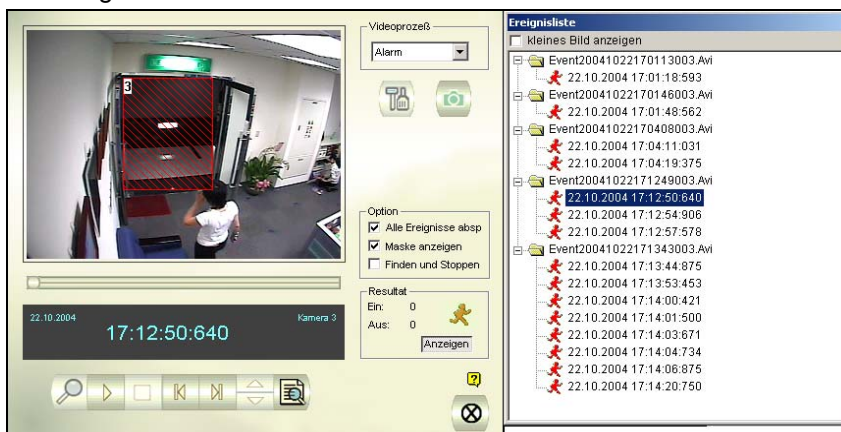 Videoprozeß
Alarm
3
Option
Alle Ereignisse absp
Maske anzeigen
Finden und Stoppen
Resultat
Ein: 0
Aus: 0
Anzeigen
22.10.2004
Kamera 3
17:12:50:640
?
Ereignisliste
kleines Bild anzeigen
Event20041022170113003.Avi
22.10.2004 17:01:18:593
Event20041022170146003.Avi
22.10.2004 17:01:48:562
Event20041022170408003.Avi
22.10.2004 17:04:11:031
22.10.2004 17:04:19:375
Event20041022171249003.Avi
22.10.2004 17:12:50:640
22.10.2004 17:12:54:906
22.10.2004 17:12:57:578
Event20041022171343003.Avi
22.10.2004 17:13:44:875
22.10.2004 17:13:53:453
22.10.2004 17:14:00:421
22.10.2004 17:14:01:500
22.10.2004 17:14:03:671
22.10.2004 17:14:04:734
22.10.2004 17:14:06:875
22.10.2004 17:14:20:750